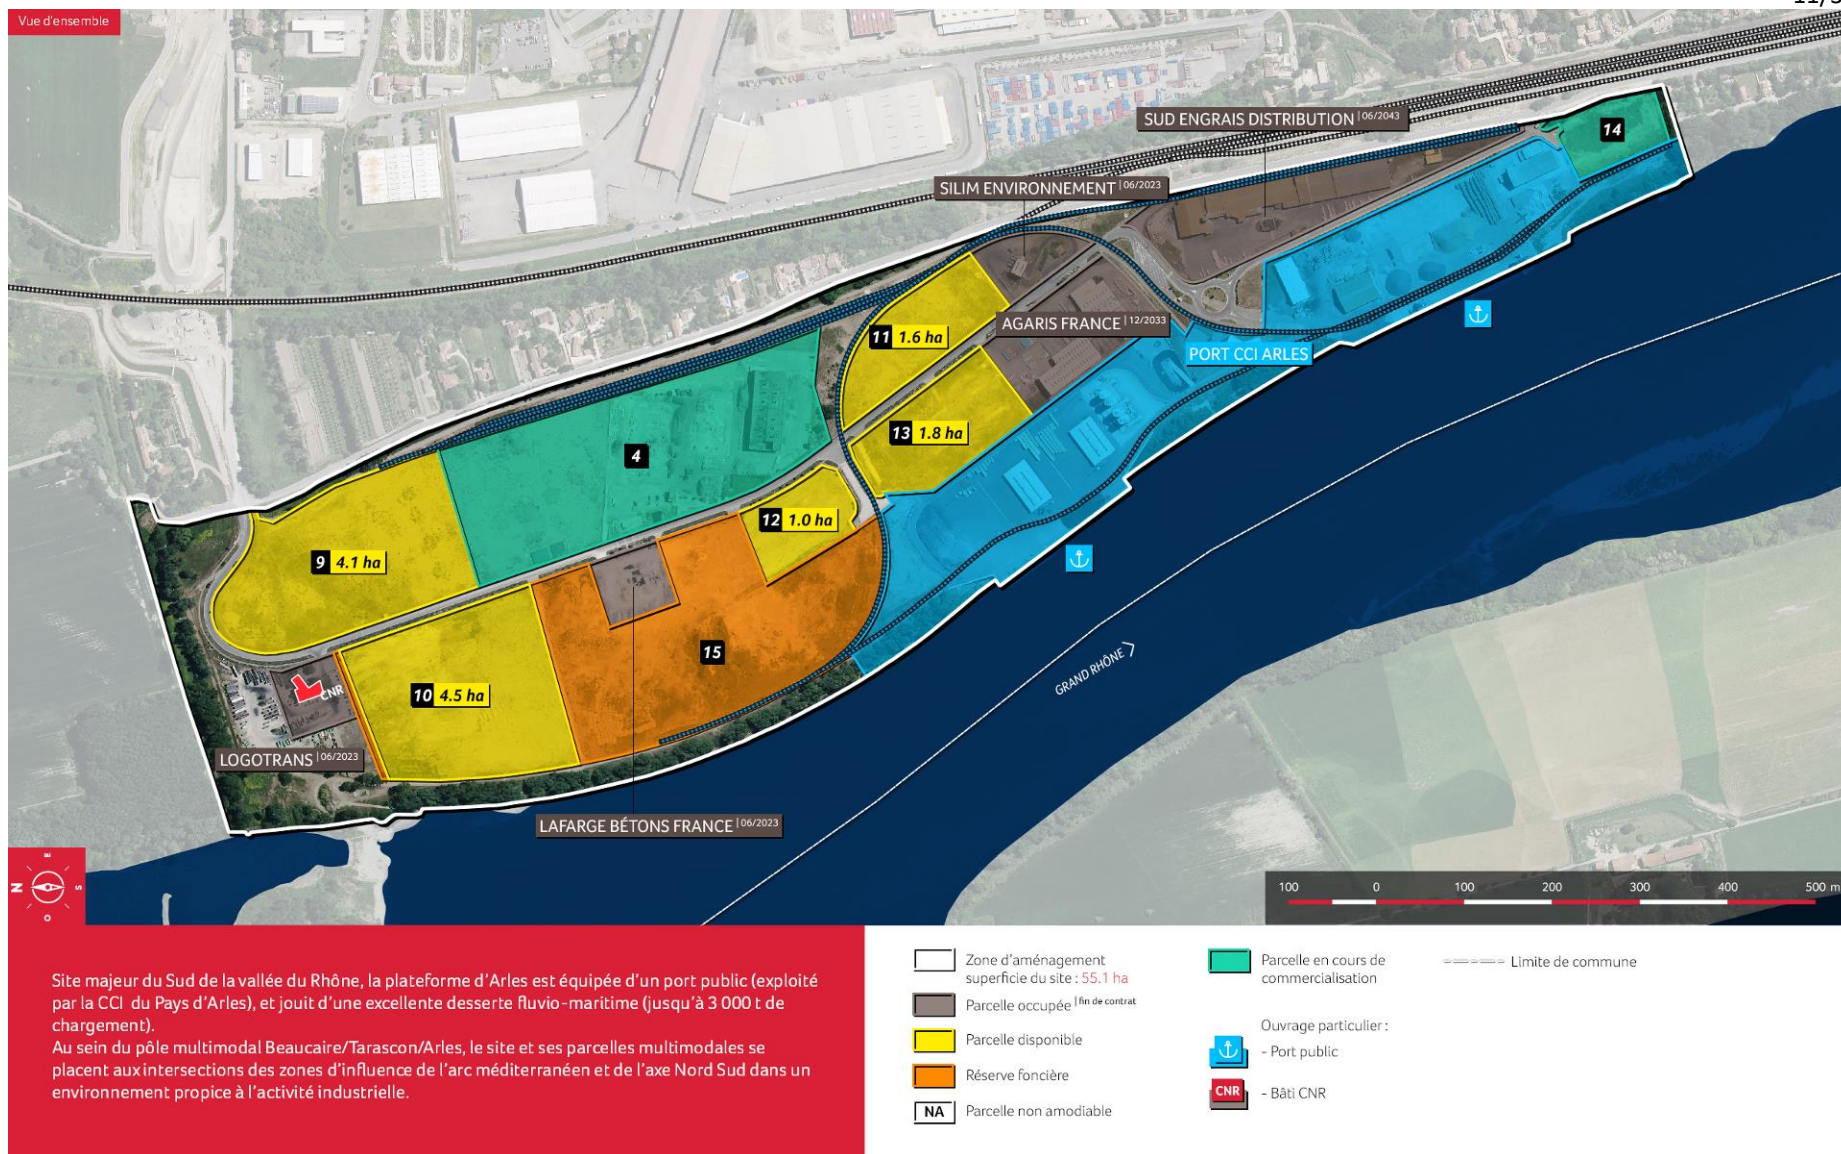 Vue d'ensemble
SUD ENGRAIS DISTRIBUTION | 06/2043
14
SILIM ENVIRONNEMENT | 06/2023
AGARIS FRANCE | 12/2033
11 1.6 ha
PORT CCI ARLES
13 1.8 ha
4
12 1.0 ha
9 4.1 ha
15
GRAND RHÔNE
10 4.5 ha
CNR
LOGOTRANS | 06/2023
LAFARGE BÉTONS FRANCE | 06/2023
E
N
S
O
100 0 100 200 300 400 500 m
Site majeur du Sud de la vallée du Rhône, la plateforme d'Arles est équipée d'un port public (exploité
par la CCI du Pays d'Arles), et jouit d'une excellente desserte fluvio-maritime (jusqu'à 3 000 t de
chargement).
Au sein du pôle multimodal Beaucaire/Tarascon/Arles, le site et ses parcelles multimodales se
placent aux intersections des zones d'influence de l'arc méditerranéen et de l'axe Nord Sud dans un
environnement propice à l'activité industrielle.
Zone d'aménagement
superficie du site : 55.1 ha
Parcelle occupée | fin de contrat
Parcelle disponible
Réserve foncière
NA Parcelle non amodiable
Parcelle en cours de
commercialisation
Ouvrage particulier :
- Port public
CNR - Bâti CNR
Limite de commune